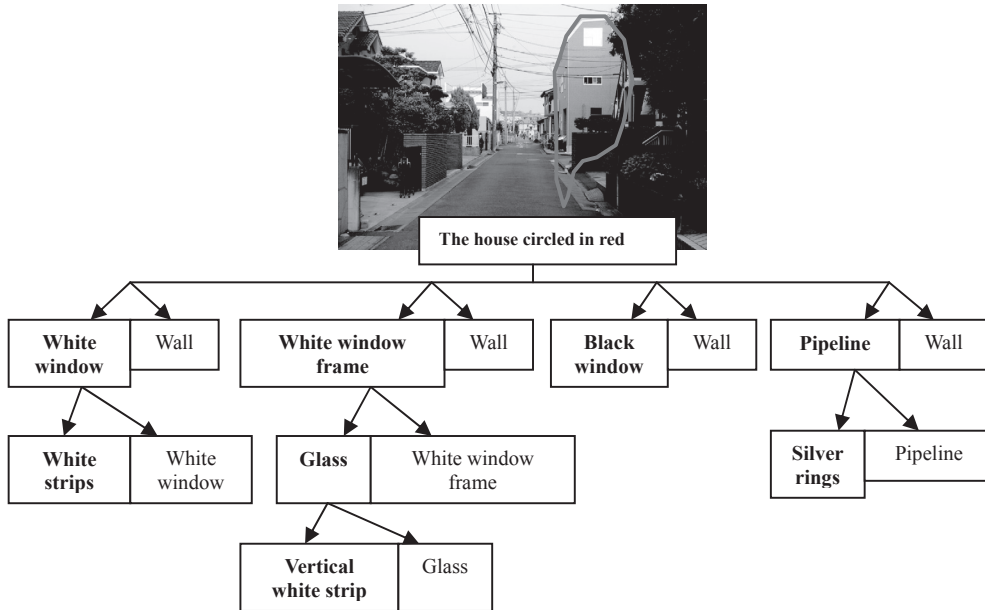 The house circled in red
White
window
Wall
White window
frame
Wall
Black
window
Wall
Pipeline
Wall
White
strips
White
window
Glass
White window
frame
Silver
rings
Pipeline
Vertical
white strip
Glass